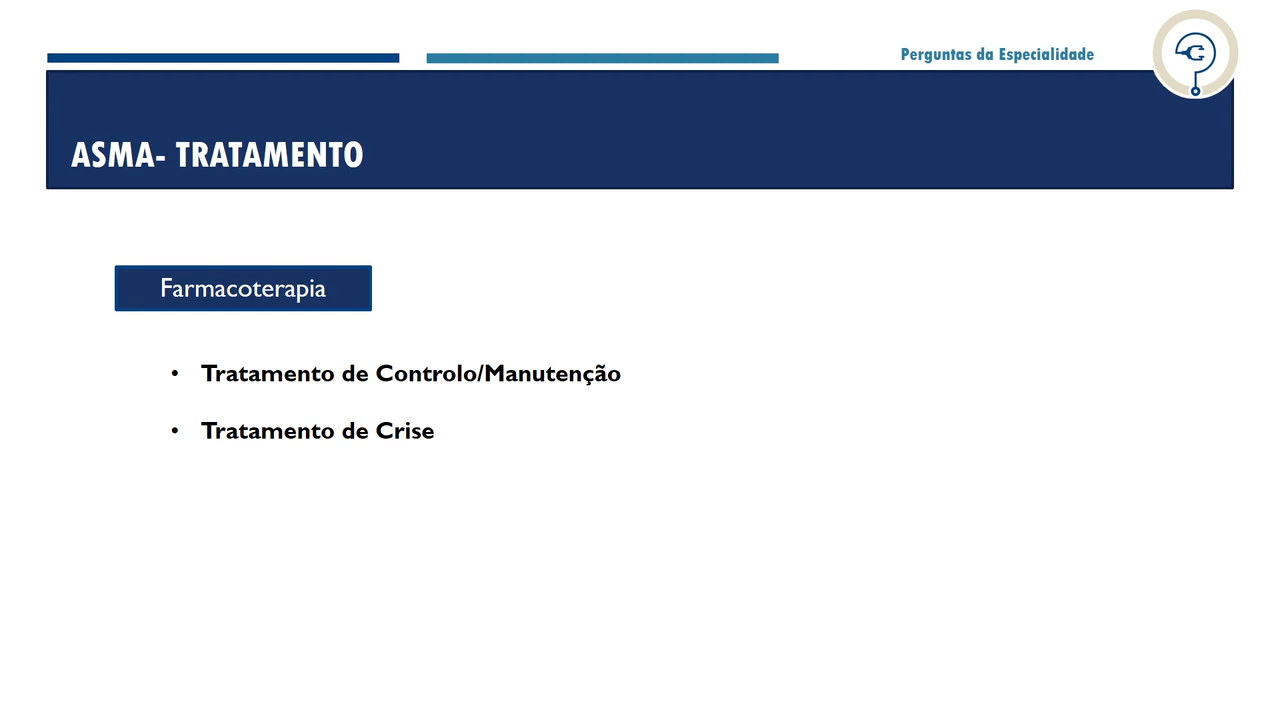 Perguntas da Especialidade
ASMA- TRATAMENTO
Farmacoterapia
• Tratamento de Controlo/Manutenção
• Tratamento de Crise